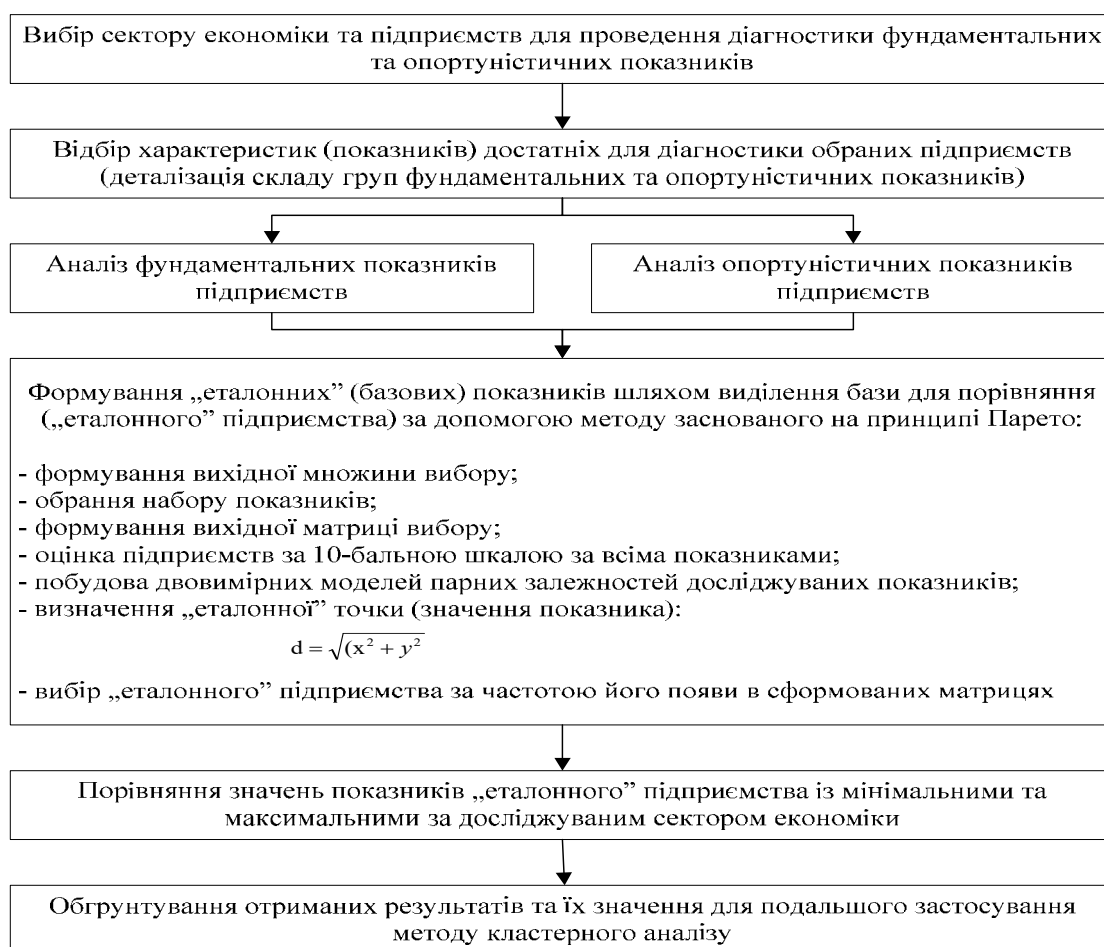 Вибір сектору економіки та підприємств для проведення діагностики фундаментальних
та опортуністичних показників
Відбір характеристик (показників) достатніх для діагностики обраних підприємств
(деталізація складу груп фундаментальних та опортуністичних показників)
Аналіз фундаментальних показників
підприємств
Аналіз опортуністичних показників
підприємств
Формування „еталонних” (базових) показників шляхом виділення бази для порівняння
(„еталонного” підприємства) за допомогою методу заснованого на принципі Парето:
- формування вихідної множини вибору;
- обрання набору показників;
- формування вихідної матриці вибору;
- оцінка підприємств за 10-бальною шкалою за всіма показниками;
- побудова двовимірних моделей парних залежностей досліджуваних показників;
- визначення „еталонної” точки (значення показника):
d = √(x² + y²
- вибір „еталонного” підприємства за частотою його появи в сформованих матрицях
Порівняння значень показників „еталонного” підприємства із мінімальними та
максимальними за досліджуваним сектором економіки
Обгрунтування отриманих результатів та їх значення для подальшого застосування
методу кластерного аналізу